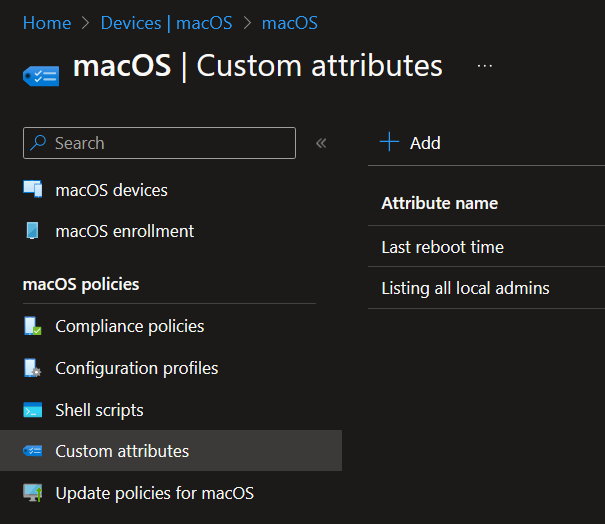 Home > Devices | macOS > macOS
macOS | Custom attributes ...
Search «
+ Add
macOS devices
macOS enrollment
macOS policies
Compliance policies
Configuration profiles
Shell scripts
Custom attributes
Update policies for macOS
Attribute name
Last reboot time
Listing all local admins